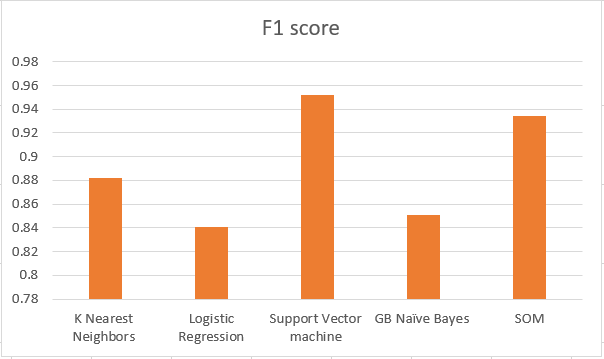 F1 score
0.98
0.96
0.94
0.92
0.9
0.88
0.86
0.84
0.82
0.8
0.78
K Nearest
Neighbors
Logistic
Regression
Support Vector
machine
GB Naïve Bayes
SOM